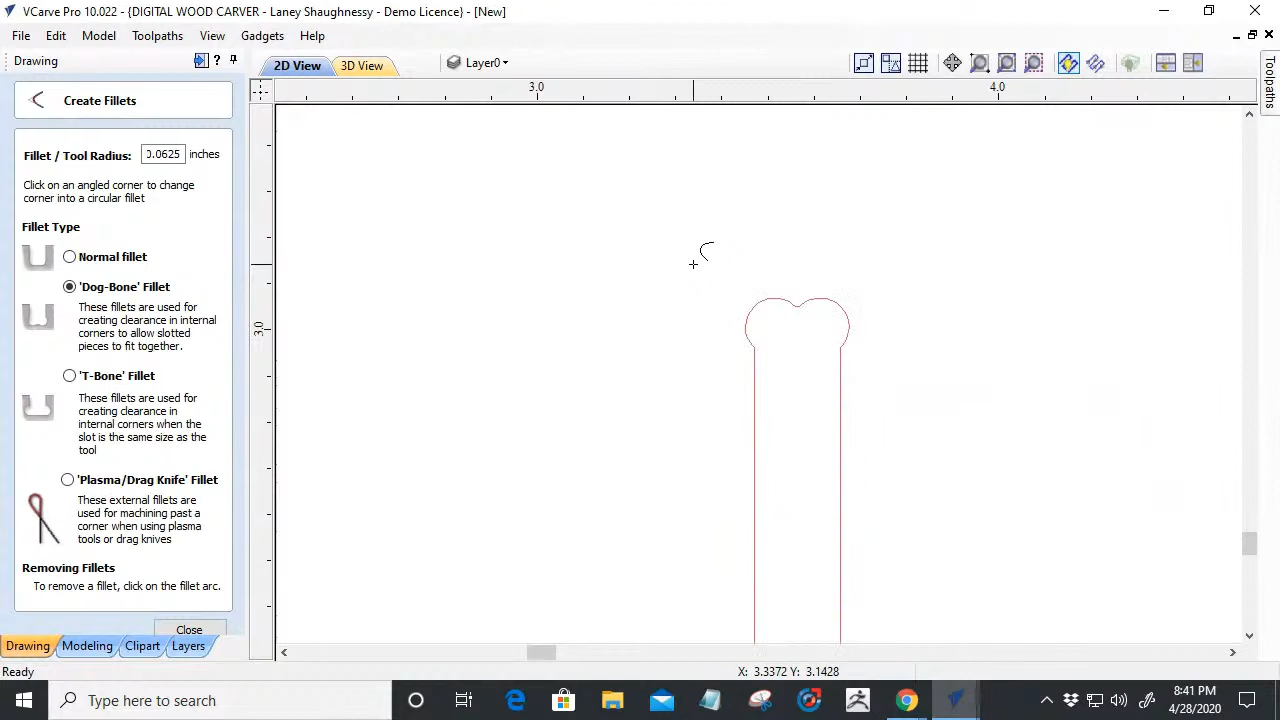 VCarve Pro 10.022 - {DIGITAL WOOD CARVER - Laney Shaughnessy - Demo Licence} - [New]
File Edit Model Toolpaths View Gadgets Help
Drawing
2D View 3D View Layer0
Toolpaths
Create Fillets
3.0 4.0
Fillet / Tool Radius: 0.0625 inches
Click on an angled corner to change
corner into a circular fillet
Fillet Type
Normal fillet
'Dog-Bone' Fillet
These fillets are used for
creating clearance in internal
corners to allow slotted
pieces to fit together.
3.0
'T-Bone' Fillet
These fillets are used for
creating clearance in
internal corners when the
slot is the same size as the
tool
'Plasma/Drag Knife' Fillet
These external fillets are
used for machining past a
corner when using plasma
tools or drag knives
Removing Fillets
To remove a fillet, click on the fillet arc.
Close
Drawing Modeling Clipart Layers
Ready X: 3.3372 Y: 3.1428
Type here to search
8:41 PM
4/28/2020